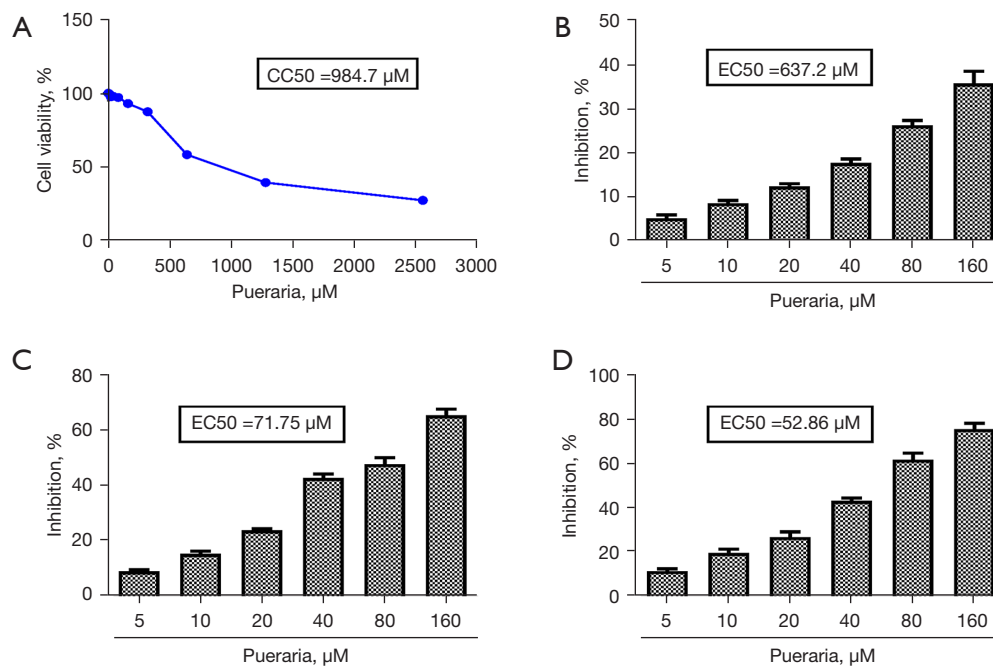 A
150
100
50
0
Cell viability, %
CC50 =984.7 µM
0 500 1000 1500 2000 2500 3000
Pueraria, µM
B
50
40
30
20
10
0
Inhibition, %
EC50 =637.2 µM
5 10 20 40 80 160
Pueraria, µM
C
80
60
40
20
0
Inhibition, %
EC50 =71.75 µM
5 10 20 40 80 160
Pueraria, µM
D
100
80
60
40
20
0
Inhibition, %
EC50 =52.86 µM
5 10 20 40 80 160
Pueraria, µM